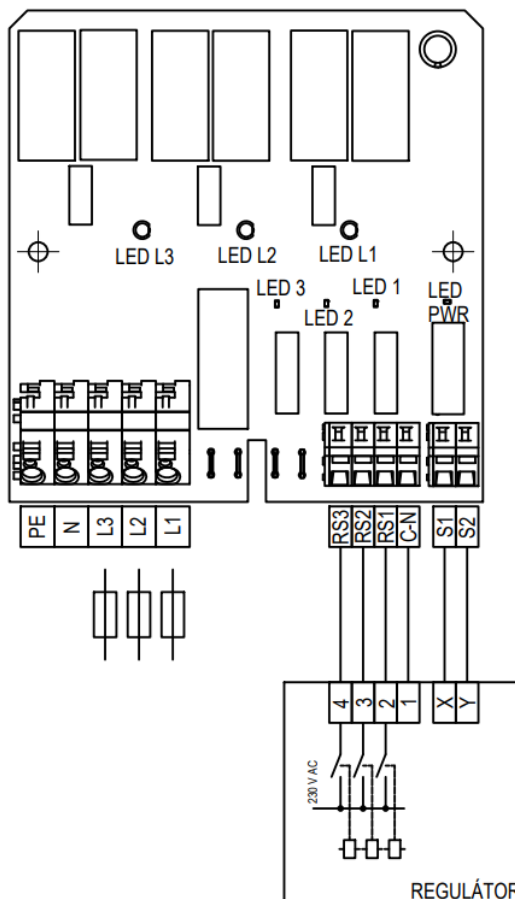 LED L3
LED L2
LED L1
LED 3
LED 2
LED 1
LED
PWR
PE
N
L3
L2
L1
RS3
RS2
RS1
C-N
S1
S2
4
3
2
1
X
Y
230 V AC
REGULÁTOR